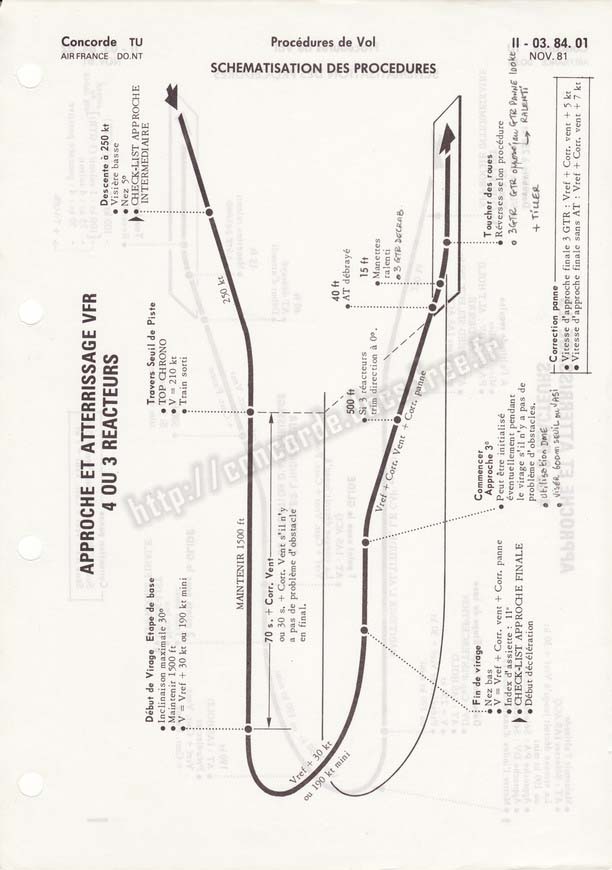 Concorde TU
AIR FRANCE DO.NT
Procédures de Vol
SCHEMATISATION DES PROCEDURES
II - 03. 84. 01
NOV. 81
APPROCHE ET ATTERRISSAGE VFR
4 OU 3 REACTEURS
Descente à 250 kt
• Visière basse
• Nez 5°
CHECK-LIST APPROCHE
INTERMEDIAIRE
250 kt
Travers Seuil de Piste
• TOP CHRONO
• V = 210 kt
Train sorti
MAINTENIR 1500 ft
70 s. + Corr. Vent
ou 30 s. + Corr. Vent s'il n'y
a pas de problème d'obstacle
en final.
Début de Virage Etape de base
• Inclinaison maximale 30°
• Maintenir 1500 ft
• V = Vref + 30 kt ou 190 kt mini
Vref + 30 kt
ou 190 kt mini
Fin de virage
• Nez bas
• V = Vref + Corr. vent + Corr. panne
• Index d'assiette : 11°
• CHECK-LIST APPROCHE FINALE
• Début décélération
Commencer
Approche 3°
• Peut être initialisé
éventuellement pendant
le virage s'il n'y a pas de
problème d'obstacles.
• Utilisation DME
• VISER 600m SEUIL ou VASI
Vref + Corr. Vent + Corr. panne
500 ft
• Si 3 réacteurs
trim direction à 0°.
40 ft
• AT débrayé
15 ft
• Manettes
ralenti
• 3 GTR DECRAB
Toucher des roues
• Réverses selon procédure
• 3GTR GTR opposé au GTR PANNE 100kt
↳ RALENTI
+ TILLER
Correction panne
• Vitesse d'approche finale 3 GTR : Vref + Corr. vent + 5 kt
• Vitesse d'approche finale sans AT : Vref + Corr. vent + 7 kt